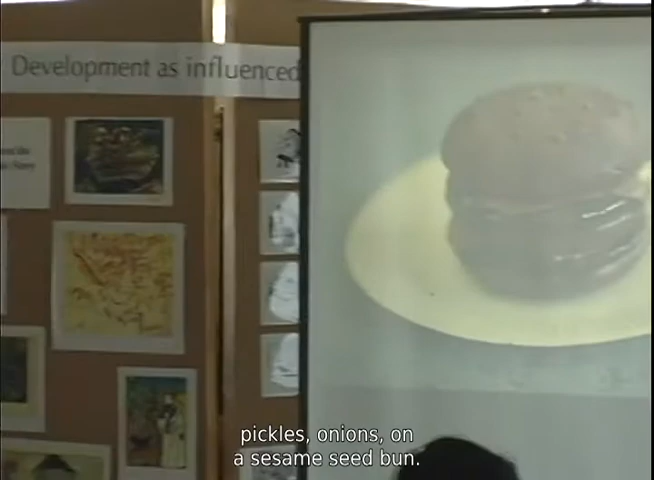 Development as influenced
pickles, onions, on
a sesame seed bun.